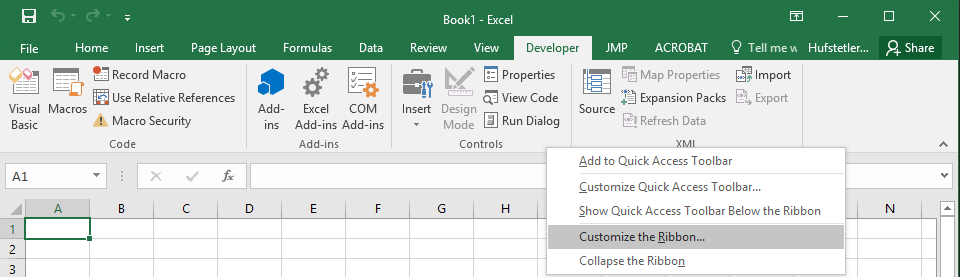 Book1 - Excel
File Home Insert Page Layout Formulas Data Review View Developer JMP ACROBAT Tell me w Hufstetler... Share
Visual Basic
Macros
Record Macro
Use Relative References
Macro Security
Code
Add-ins
Excel Add-ins
COM Add-ins
Add-ins
Insert
Design Mode
Properties
View Code
Run Dialog
Controls
Source
Map Properties
Expansion Packs
Refresh Data
Import
Export
XML
A1
fx
A B C D E F G H N
1
2
3
Add to Quick Access Toolbar
Customize Quick Access Toolbar...
Show Quick Access Toolbar Below the Ribbon
Customize the Ribbon...
Collapse the Ribbon